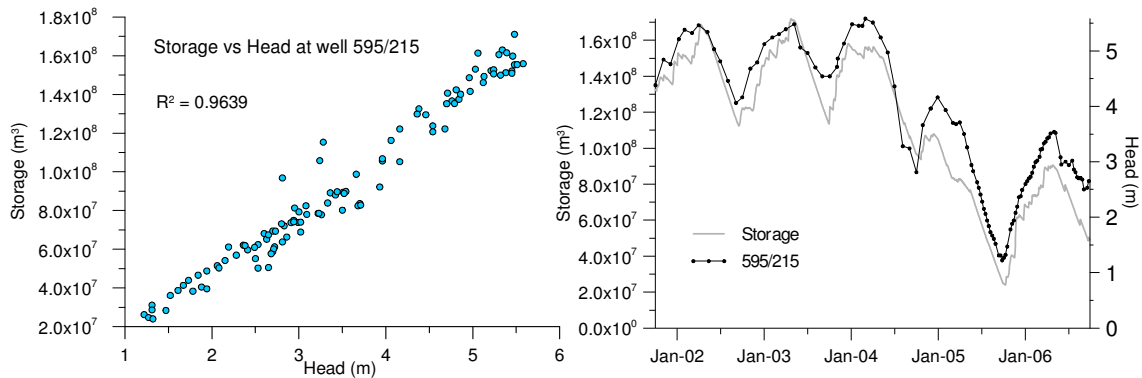 Storage vs Head at well 595/215
R² = 0.9639
Storage (m³)
1.8x10⁸
1.6x10⁸
1.4x10⁸
1.2x10⁸
1.0x10⁸
8.0x10⁷
6.0x10⁷
4.0x10⁷
2.0x10⁷
1 2 3 4 5 6
Head (m)
Storage (m³)
1.6x10⁸
1.4x10⁸
1.2x10⁸
1.0x10⁸
8.0x10⁷
6.0x10⁷
4.0x10⁷
2.0x10⁷
0.0x10⁰
Storage
595/215
5
4
3
2
1
0
Head (m)
Jan-02 Jan-03 Jan-04 Jan-05 Jan-06